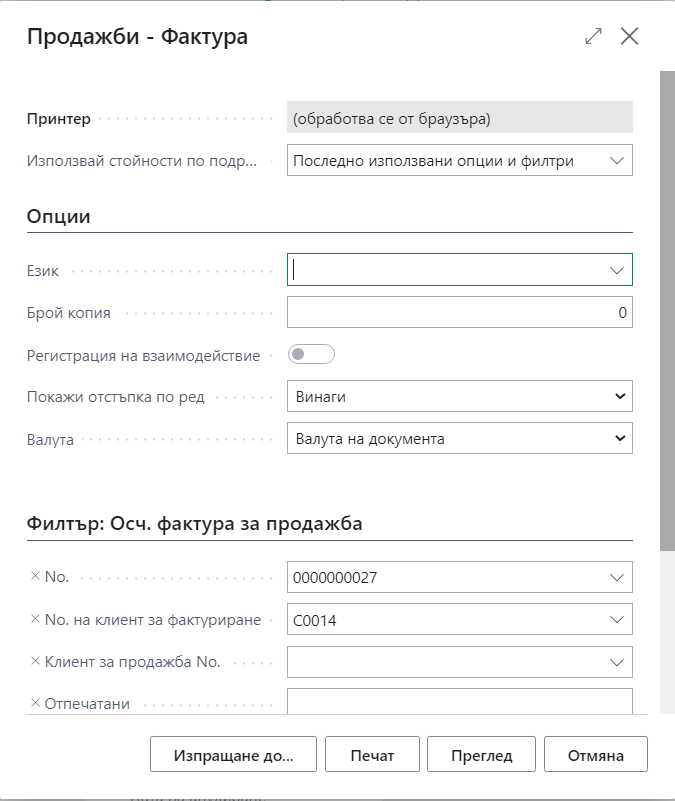 Продажби - Фактура
Принтер (обработва се от браузъра)
Използвай стойности по подр... Последно използвани опции и филтри
Опции
Език
Брой копия 0
Регистрация на взаимодействие
Покажи отстъпка по ред Винаги
Валута Валута на документа
Филтър: Осч. фактура за продажба
× No. 0000000027
× No. на клиент за фактуриране C0014
× Клиент за продажба No.
× Отпечатани
Изпращане до... Печат Преглед Отмяна